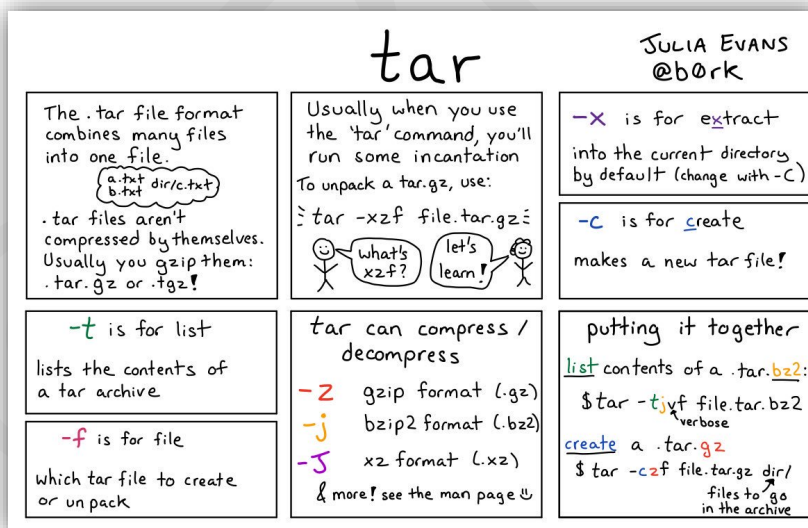 tar
JULIA EVANS
@b0rk
The .tar file format
combines many files
into one file.
a.txt
b.txt dir/c.txt
.tar files aren't
compressed by themselves.
Usually you gzip them:
.tar.gz or .tgz!
Usually when you use
the 'tar' command, you'll
run some incantation
To unpack a tar.gz, use:
tar -xzf file.tar.gz
what's
xzf?
let's
learn!
-x is for extract
into the current directory
by default (change with -C)
-c is for create
makes a new tar file!
-t is for list
lists the contents of
a tar archive
-f is for file
which tar file to create
or unpack
tar can compress /
decompress
-z gzip format (.gz)
-j bzip2 format (.bz2)
-J xz format (.xz)
& more! see the man page
putting it together
list contents of a .tar.bz2:
$ tar -tjvf file.tar.bz2
verbose
create a .tar.gz
$ tar -czf file.tar.gz dir/
files to go
in the archive